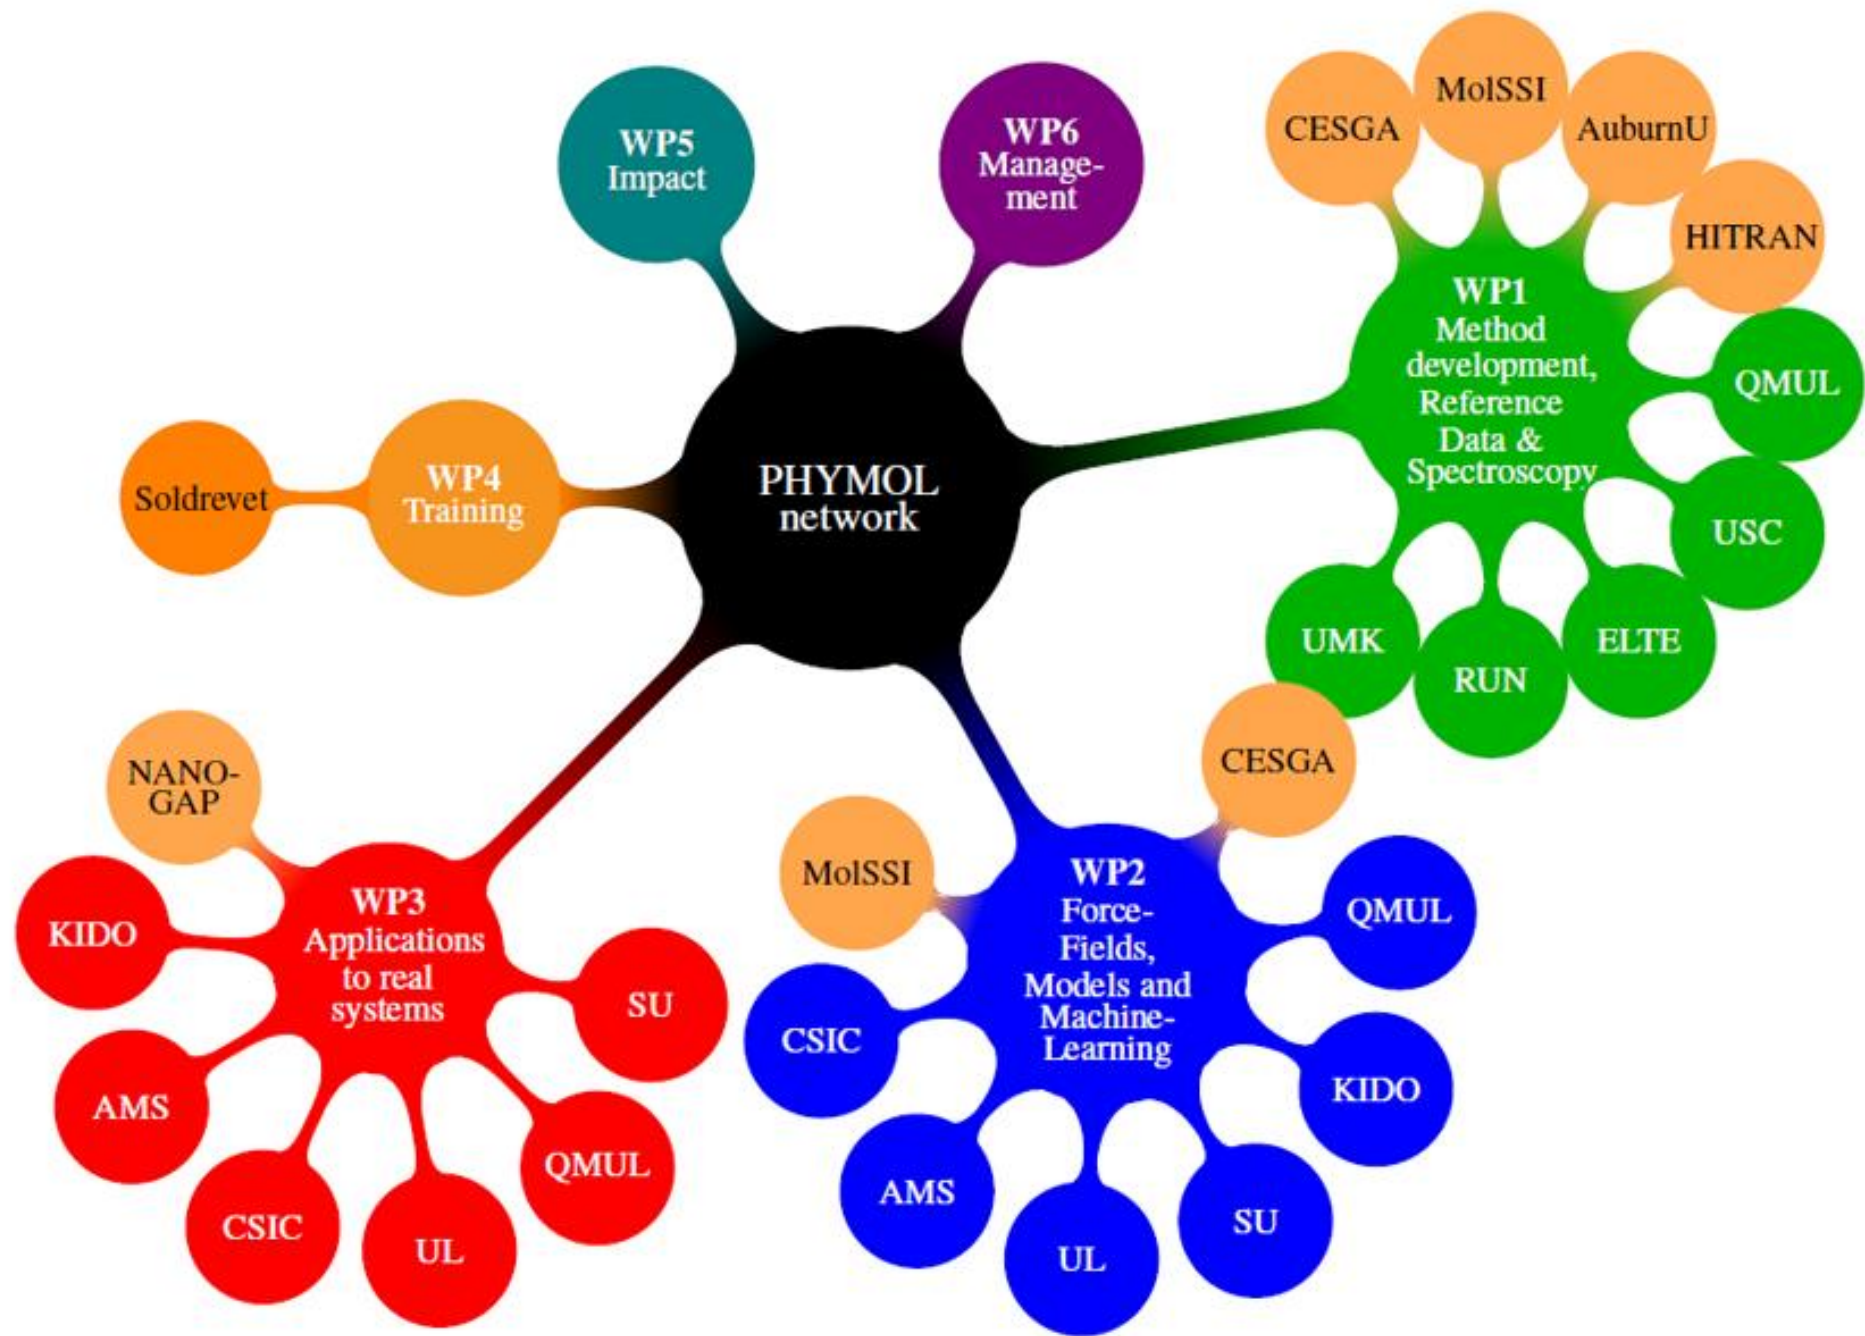 WP5
Impact
WP6
Manage-
ment
CESGA
MolSSI
AuburnU
HITRAN
WP1
Method
development,
Reference
Data &
Spectroscopy
QMUL
USC
ELTE
RUN
UMK
PHYMOL
network
WP4
Training
Soldrevet
NANO-
GAP
KIDO
WP3
Applications
to real
systems
SU
AMS
CSIC
UL
QMUL
CESGA
MolSSI
WP2
Force-
Fields,
Models and
Machine-
Learning
QMUL
CSIC
KIDO
AMS
UL
SU